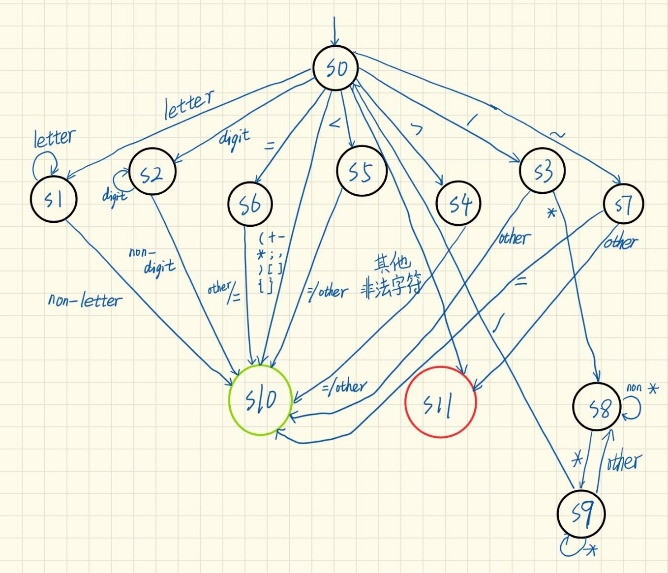 S0
letter
digit
=
<
>
/
~
letter
S1
S2
digit
S6
S5
S4
S3
S7
non-letter
non-
digit
other/=
( + -
* ; ,
) [ ]
{ }
=/other
其他
非法字符
=/other
other
*
=
other
/
S10
S11
S8
non *
*
other
S9
*